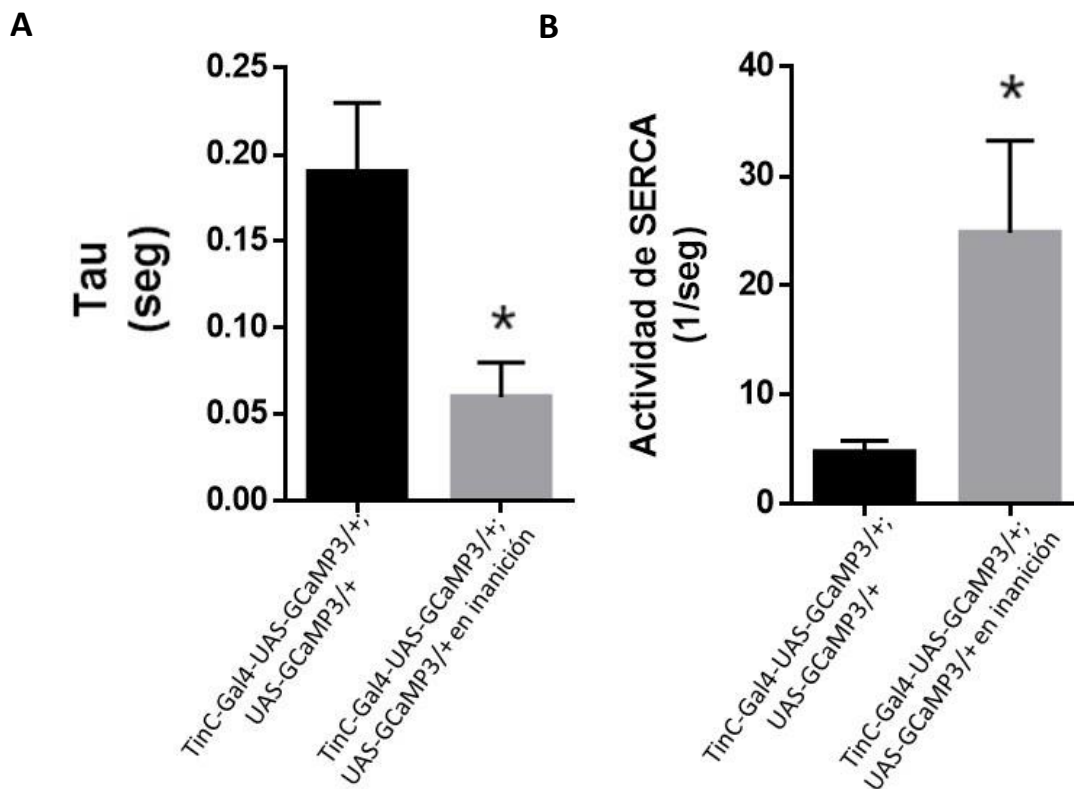 A
Tau
(seg)
0.25
0.20
0.15
0.10
0.05
0.00
*
TinC-Gal4-UAS-GCaMP3/+;
UAS-GCaMP3/+
TinC-Gal4-UAS-GCaMP3/+;
UAS-GCaMP3/+ en inanición
B
Actividad de SERCA
(1/seg)
40
30
20
10
0
*
TinC-Gal4-UAS-GCaMP3/+;
UAS-GCaMP3/+
TinC-Gal4-UAS-GCaMP3/+;
UAS-GCaMP3/+ en inanición